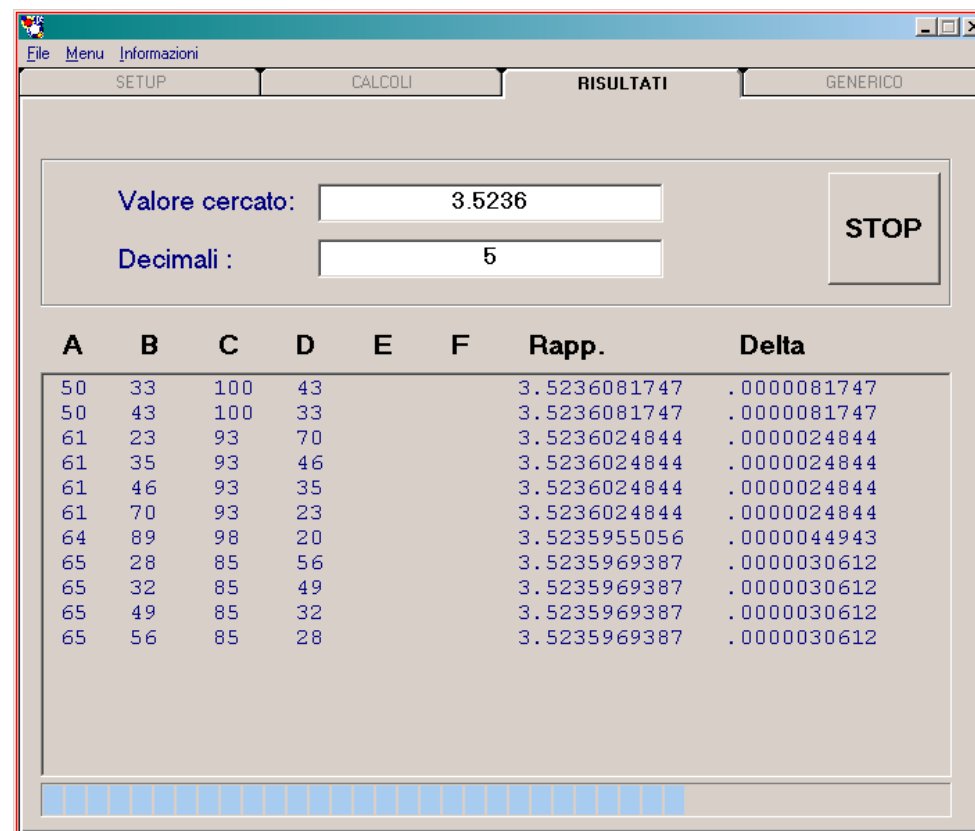 File Menu Informazioni
SETUP CALCOLI RISULTATI GENERICO
Valore cercato: 3.5236
STOP
Decimali : 5
A B C D E F Rapp. Delta
50 33 100 43 3.5236081747 .0000081747
50 43 100 33 3.5236081747 .0000081747
61 23 93 70 3.5236024844 .0000024844
61 35 93 46 3.5236024844 .0000024844
61 46 93 35 3.5236024844 .0000024844
61 70 93 23 3.5236024844 .0000024844
64 89 98 20 3.5235955056 .0000044943
65 28 85 56 3.5235969387 .0000030612
65 32 85 49 3.5235969387 .0000030612
65 49 85 32 3.5235969387 .0000030612
65 56 85 28 3.5235969387 .0000030612